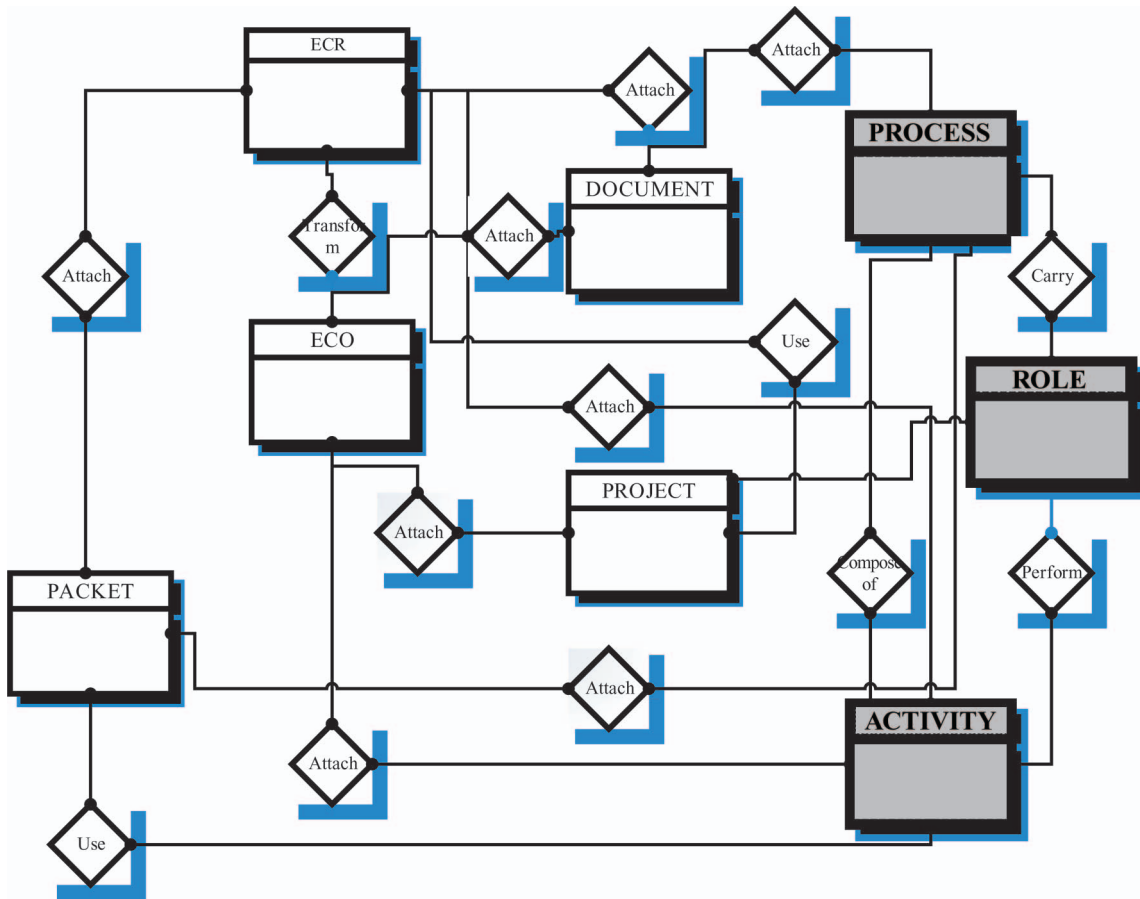 ECR
Attach
Attach
PROCESS
DOCUMENT
Transfor
m
Attach
Attach
Carry
ECO
Use
ROLE
Attach
PROJECT
Attach
Compose
of
Perform
PACKET
Attach
ACTIVITY
Attach
Use